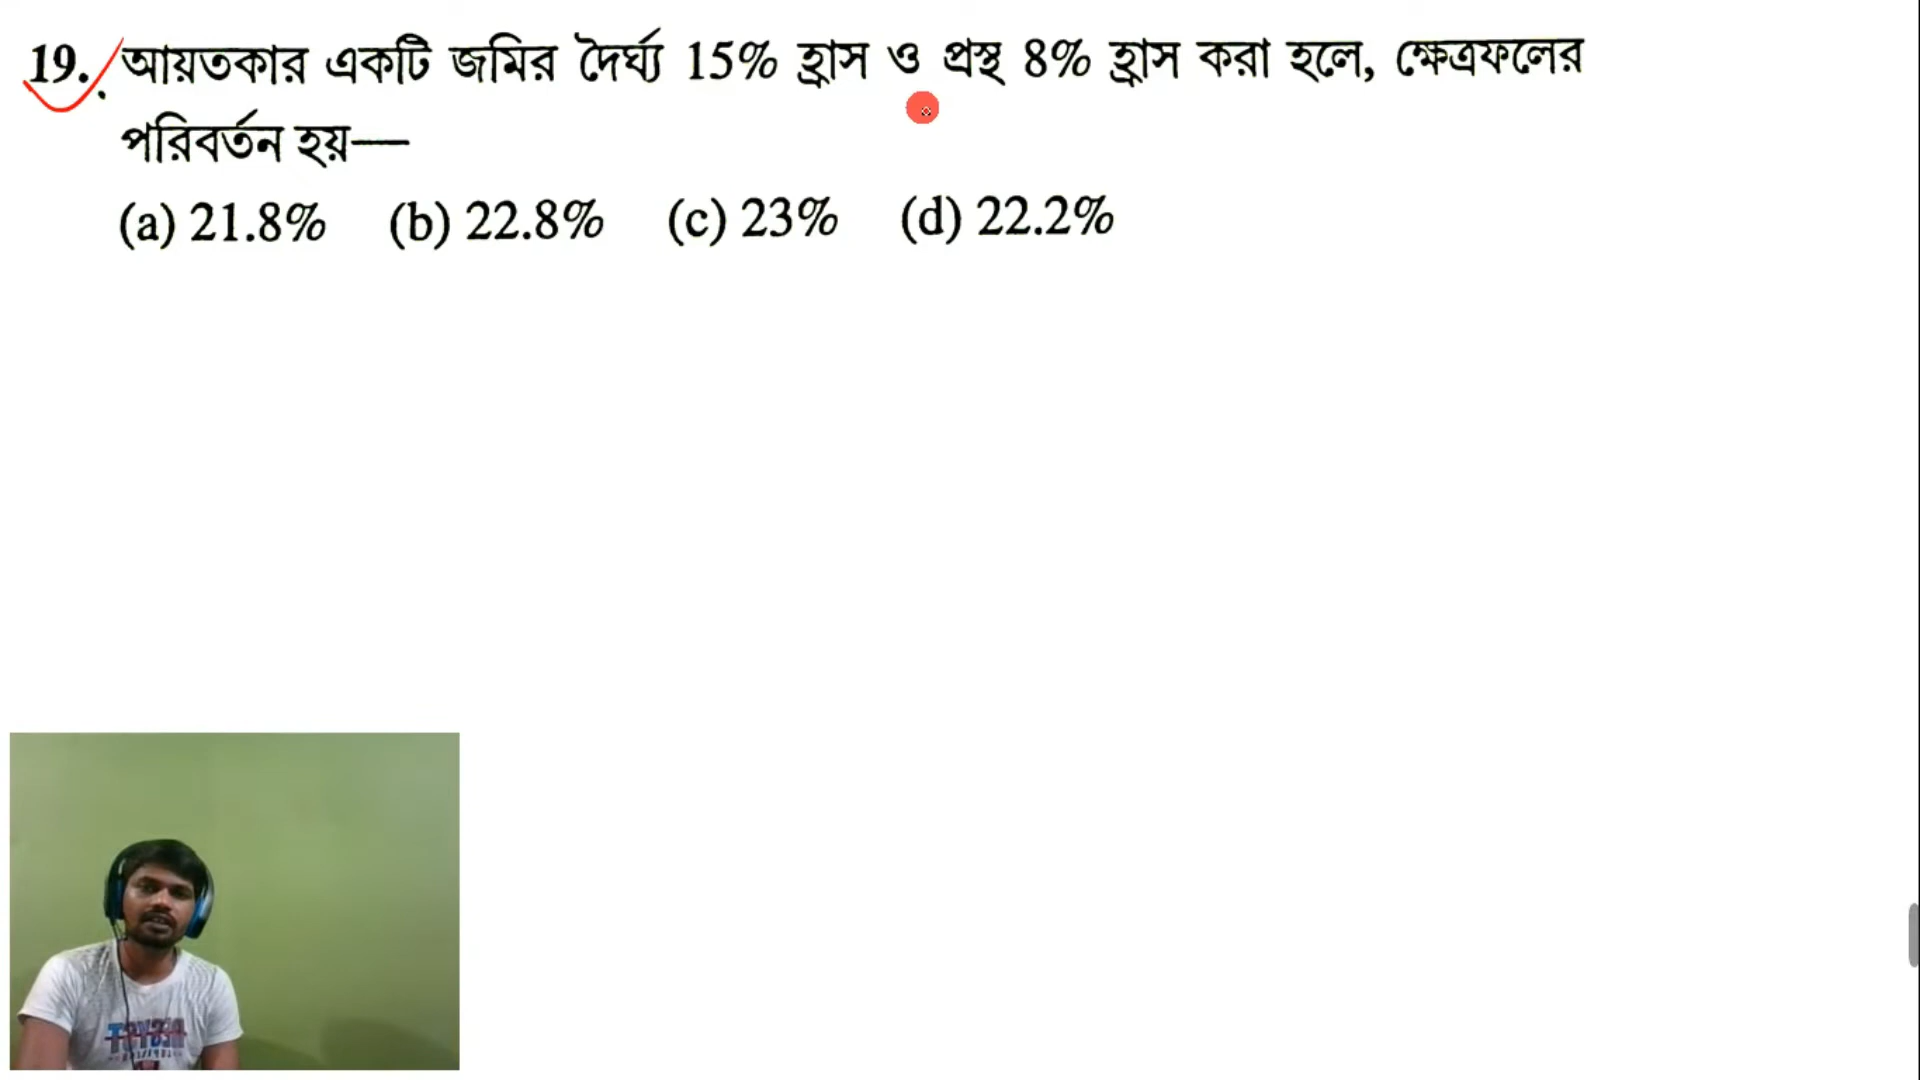 19. আয়তকার একটি জমির দৈর্ঘ্য 15% হ্রাস ও প্রস্থ 8% হ্রাস করা হলে, ক্ষেত্রফলের
পরিবর্তন হয়—
(a) 21.8% (b) 22.8% (c) 23% (d) 22.2%